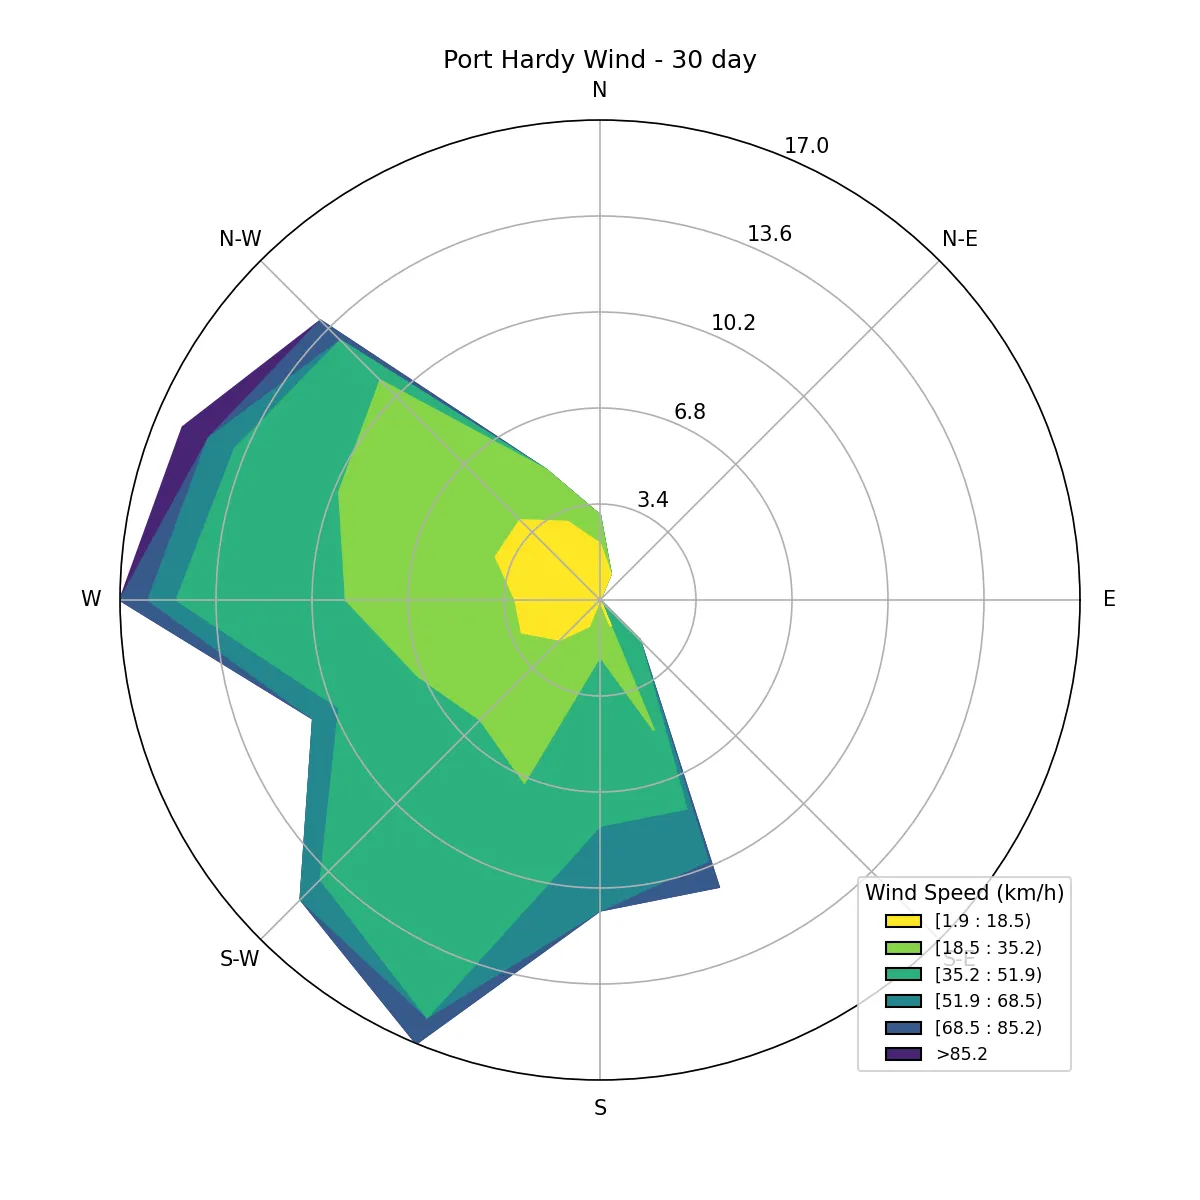 Port Hardy Wind - 30 day
N
17.0
13.6
N-W
N-E
10.2
6.8
3.4
W
E
Wind Speed (km/h)
[1.9 : 18.5)
[18.5 : 35.2)
S-W
S-E
[35.2 : 51.9)
[51.9 : 68.5)
[68.5 : 85.2)
>85.2
S